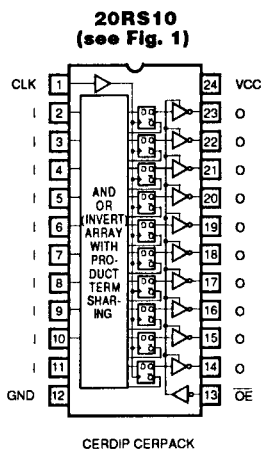 20RS10
(see Fig. 1)
CLK 1 24 VCC
I 2 23 O
I 3 22 O
I 4 21 O
I 5 20 O
I 6 19 O
I 7 18 O
I 8 17 O
I 9 16 O
I 10 15 O
I 11 14 O
GND 12 13 OE
AND
OR
(INVERT)
ARRAY
WITH
PRO-
DUCT
TERM
SHAR-
ING
CERDIP CERPACK